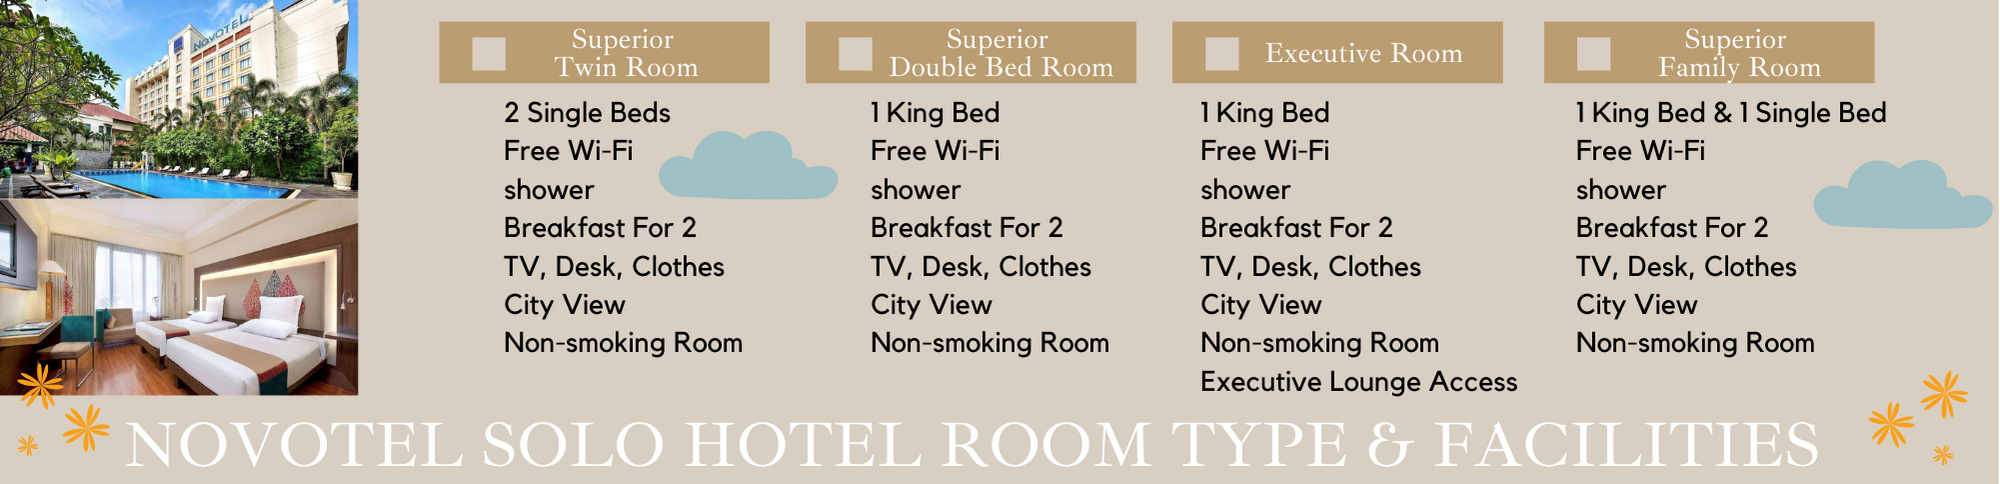 NOVOTEL
Superior
Twin Room
2 Single Beds
Free Wi-Fi
shower
Breakfast For 2
TV, Desk, Clothes
City View
Non-smoking Room
Superior
Double Bed Room
1 King Bed
Free Wi-Fi
shower
Breakfast For 2
TV, Desk, Clothes
City View
Non-smoking Room
Executive Room
1 King Bed
Free Wi-Fi
shower
Breakfast For 2
TV, Desk, Clothes
City View
Non-smoking Room
Executive Lounge Access
Superior
Family Room
1 King Bed & 1 Single Bed
Free Wi-Fi
shower
Breakfast For 2
TV, Desk, Clothes
City View
Non-smoking Room
NOVOTEL SOLO HOTEL ROOM TYPE & FACILITIES